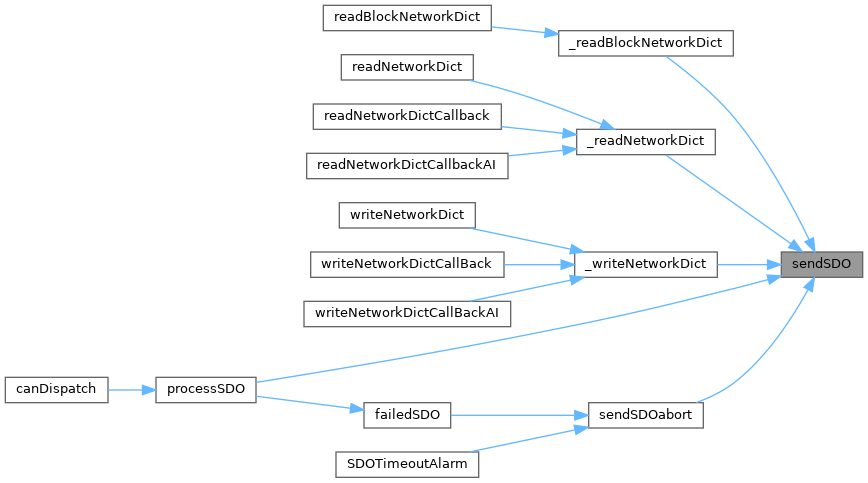 readBlockNetworkDict
_readBlockNetworkDict
readNetworkDict
readNetworkDictCallback
_readNetworkDict
readNetworkDictCallbackAI
writeNetworkDict
writeNetworkDictCallBack
_writeNetworkDict
sendSDO
writeNetworkDictCallBackAI
canDispatch
processSDO
failedSDO
sendSDOabort
SDOTimeoutAlarm